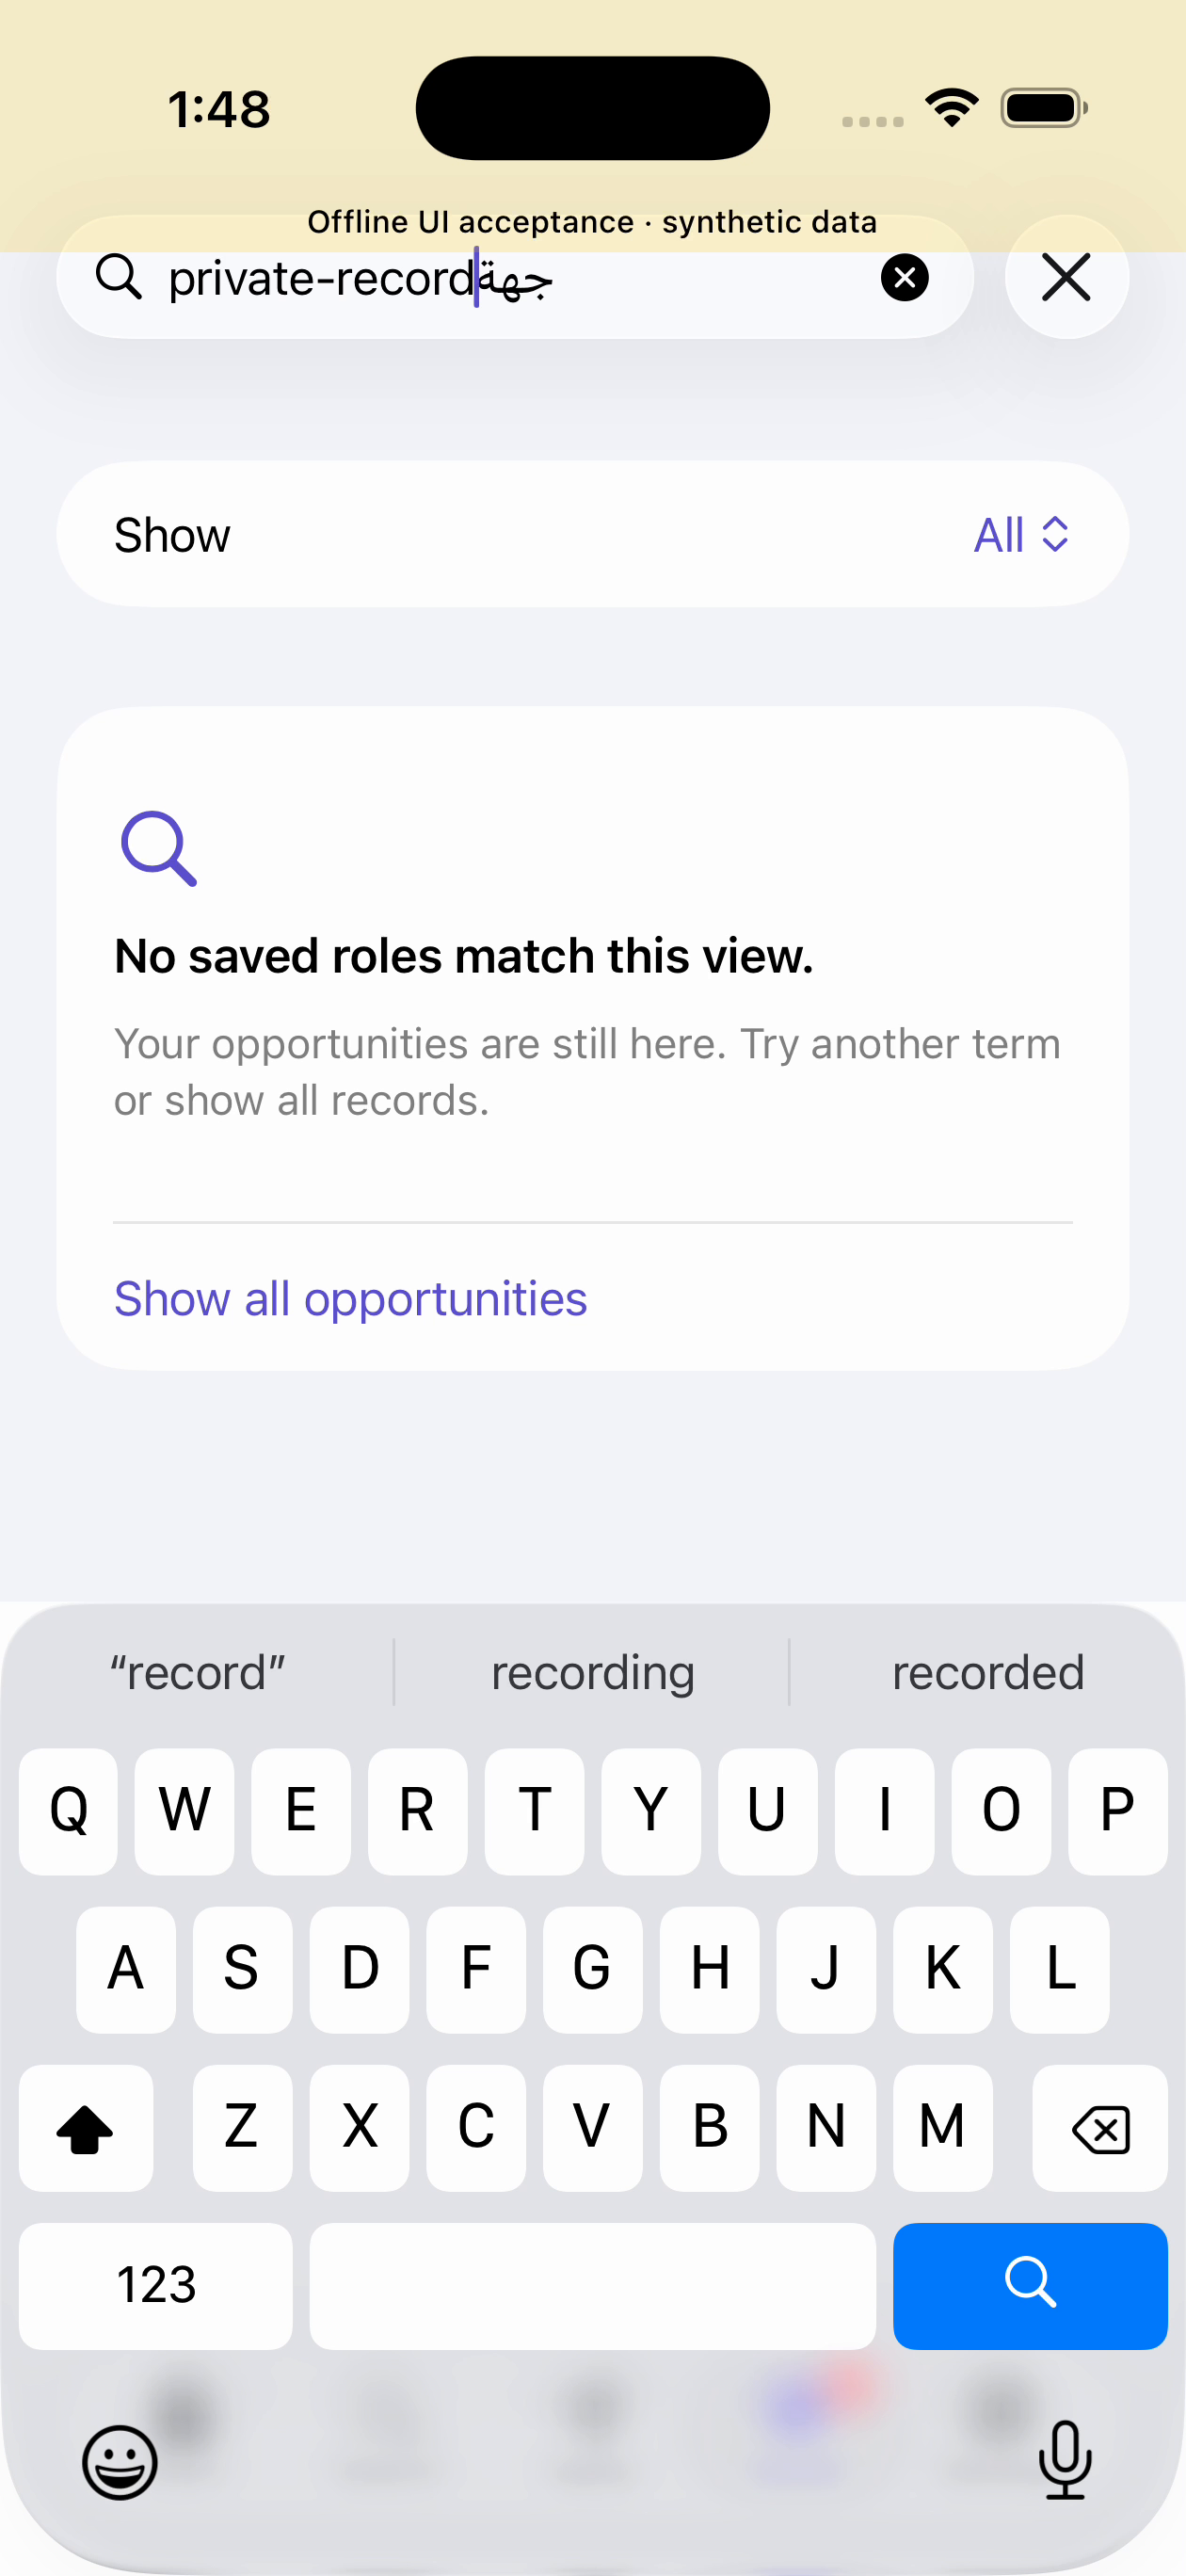 1:48
Offline UI acceptance · synthetic data
private-recordجهة
Show All
No saved roles match this view.
Your opportunities are still here. Try another term
or show all records.
Show all opportunities
“record” recording recorded
Q W E R T Y U I O P
A S D F G H J K L
Z X C V B N M
123